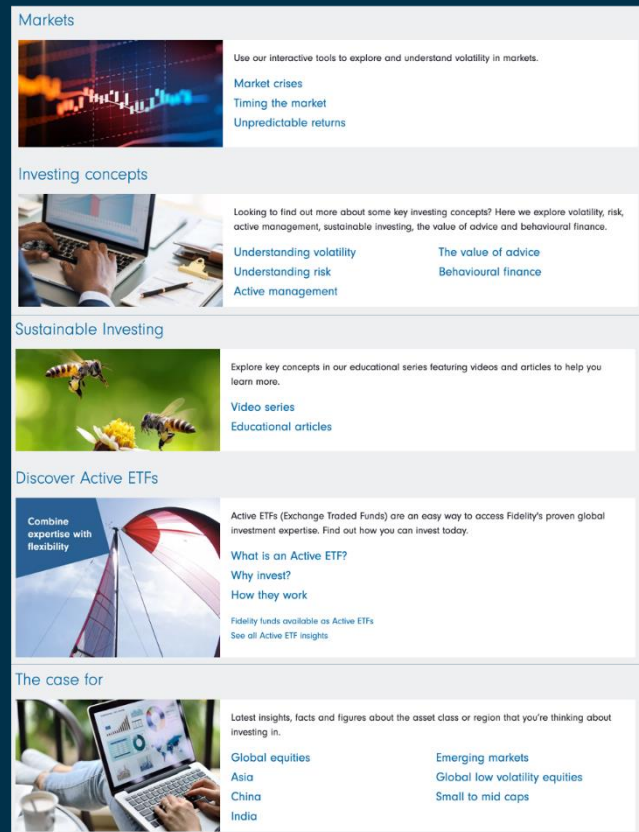 Markets
Use our interactive tools to explore and understand volatility in markets.
Market crises
Timing the market
Unpredictable returns
Investing concepts
Looking to find out more about some key investing concepts? Here we explore volatility, risk,
active management, sustainable investing, the value of advice and behavioural finance.
Understanding volatility
The value of advice
Understanding risk
Behavioural finance
Active management
Sustainable Investing
Explore key concepts in our educational series featuring videos and articles to help you
learn more.
Video series
Educational articles
Discover Active ETFs
Combine
expertise with
flexibility
Active ETFs (Exchange Traded Funds) are an easy way to access Fidelity's proven global
investment expertise. Find out how you can invest today.
What is an Active ETF?
Why invest?
How they work
Fidelity funds available as Active ETFs
See all Active ETF insights
The case for
Latest insights, facts and figures about the asset class or region that you're thinking about
investing in.
Global equities
Emerging markets
Asia
Global low volatility equities
China
Small to mid caps
India